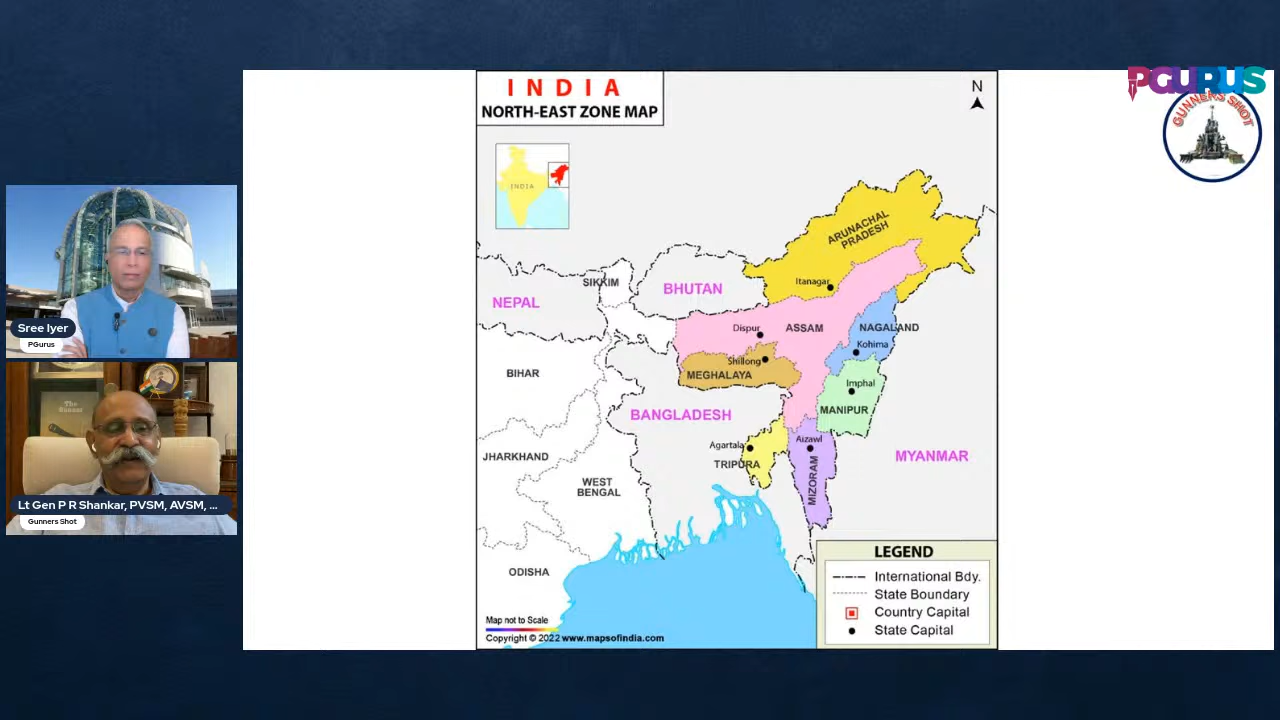 PGURUS
GUNNERS SHOT
INDIA
NORTH-EAST ZONE MAP
N
INDIA
ARUNACHAL
PRADESH
Itanagar
SIKKIM
BHUTAN
NEPAL
Dispur
ASSAM
NAGALAND
Kohima
Shillong
MEGHALAYA
BIHAR
Imphal
MANIPUR
BANGLADESH
Agartala
TRIPURA
Aizawl
MIZORAM
MYANMAR
JHARKHAND
WEST
BENGAL
ODISHA
LEGEND
International Bdy.
State Boundary
Country Capital
State Capital
Map not to Scale
Copyright © 2022 www.mapsofindia.com
Sree Iyer
PGurus
Lt Gen P R Shankar, PVSM, AVSM, ...
Gunners Shot